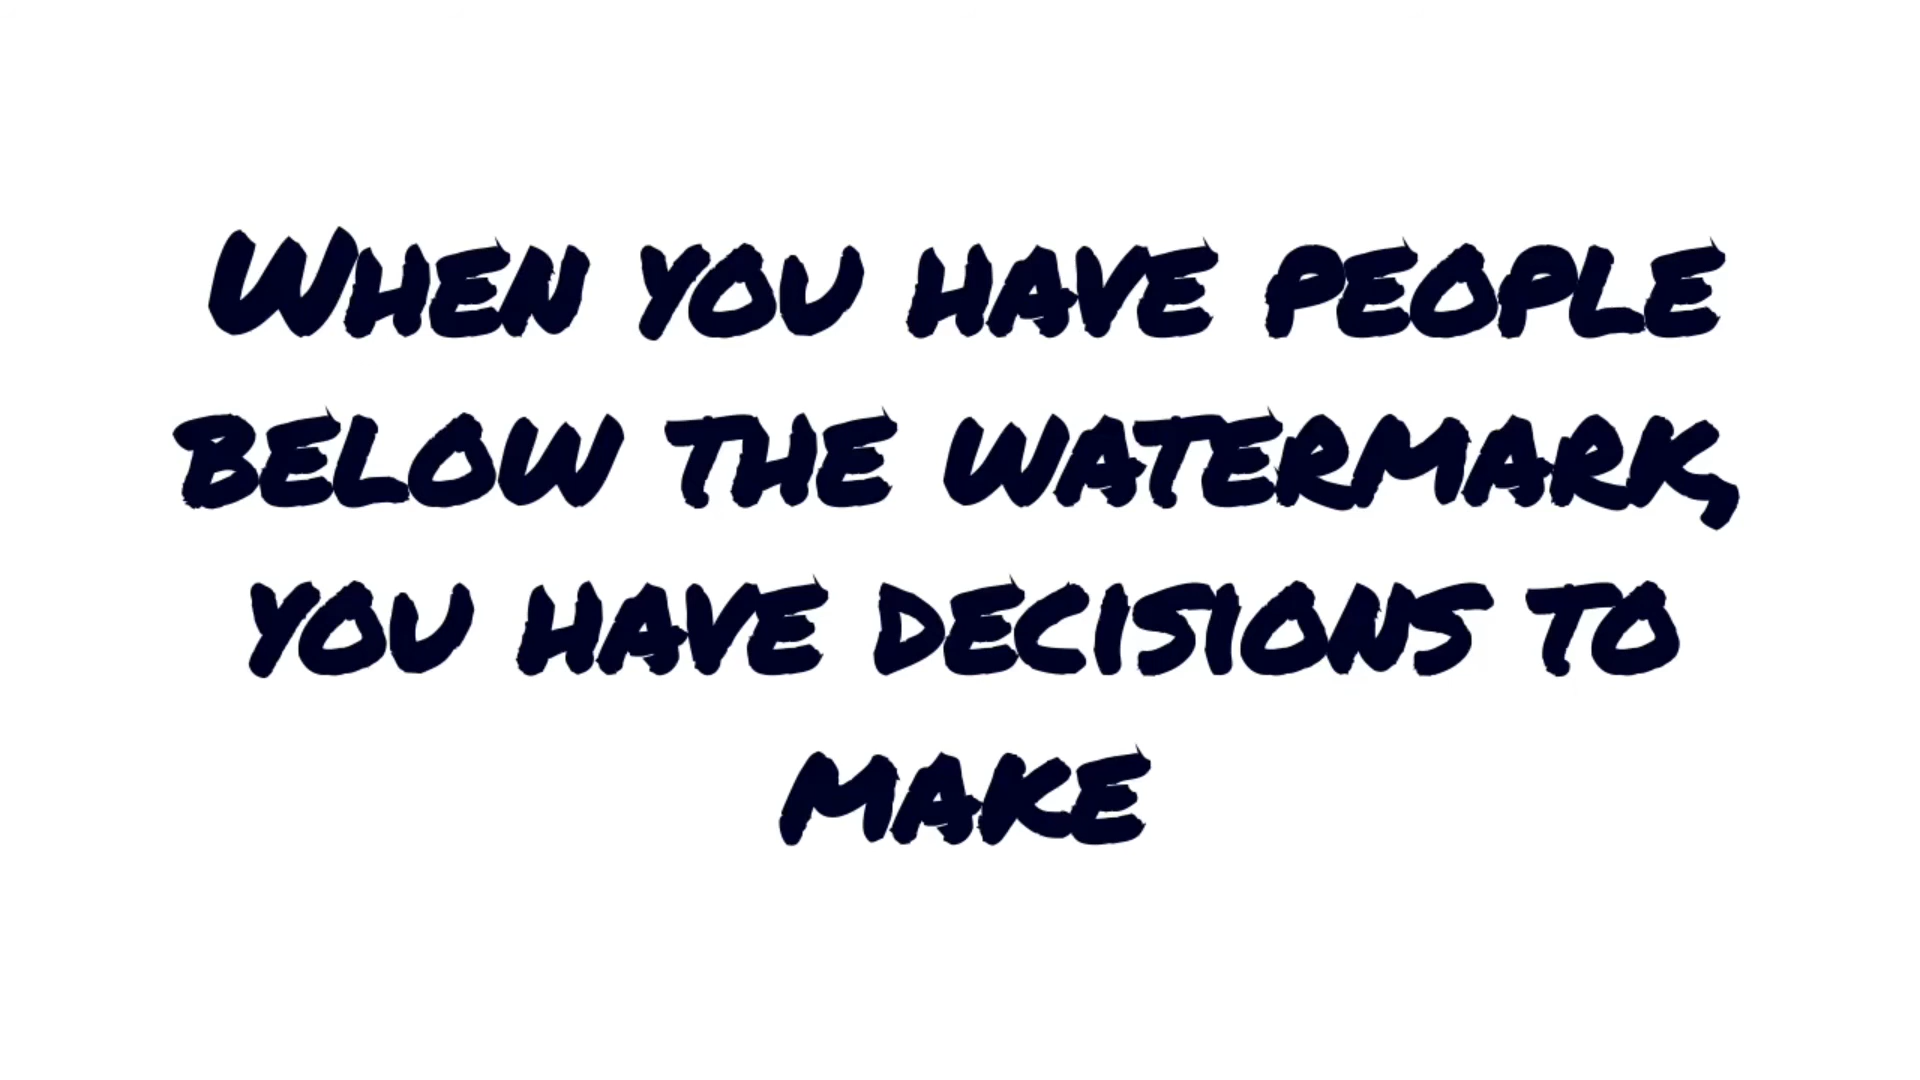 When you have people
below the watermark,
you have decisions to
make